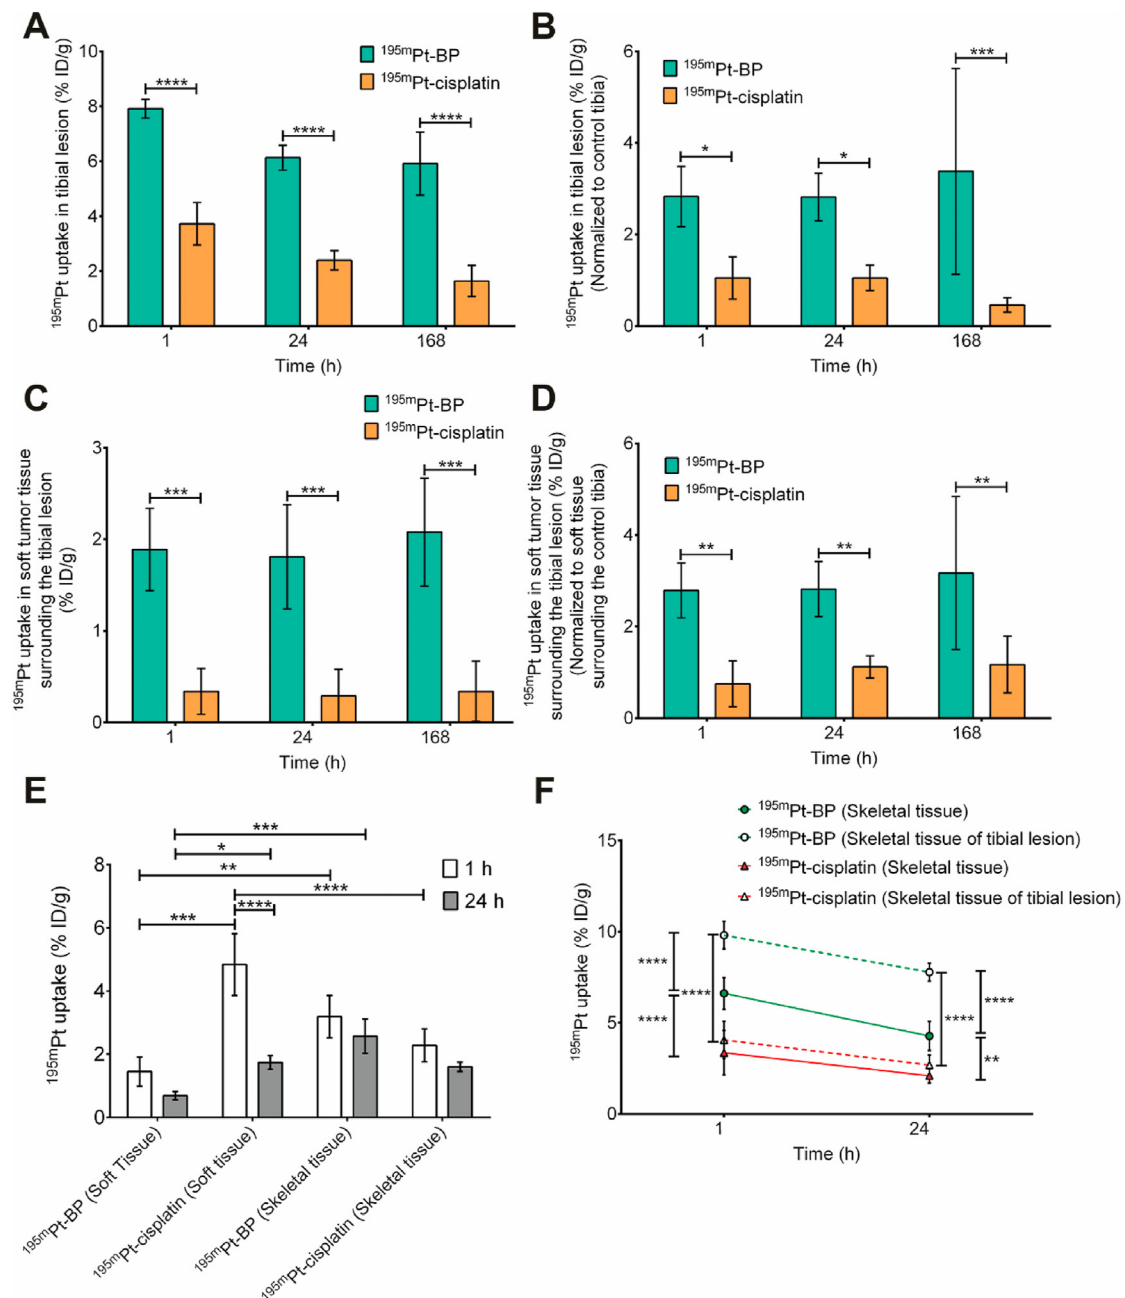 A
10
8
6
4
2
0
195mPt uptake in tibial lesion (% ID/g)
195mPt-BP
195mPt-cisplatin
****
****
****
1
24
168
Time (h)
B
6
4
2
0
195mPt uptake in tibial lesion (% ID/g)
(Normalized to control tibia)
195mPt-BP
195mPt-cisplatin
*
*
***
1
24
168
Time (h)
C
3
2
1
0
195mPt uptake in soft tumor tissue
surrounding the tibial lesion
(% ID/g)
195mPt-BP
195mPt-cisplatin
***
***
***
1
24
168
Time (h)
D
6
4
2
0
195mPt uptake in soft tumor tissue
surrounding the tibial lesion (% ID/g)
(Normalized to soft tissue
surrounding the control tibia)
195mPt-BP
195mPt-cisplatin
**
**
**
1
24
168
Time (h)
E
8
6
4
2
0
195mPt uptake (% ID/g)
1 h
24 h
***
*
**
****
****
***
195mPt-BP (Soft Tissue)
195mPt-cisplatin (Soft tissue)
195mPt-BP (Skeletal tissue)
195mPt-cisplatin (Skeletal tissue)
F
195mPt-BP (Skeletal tissue)
195mPt-BP (Skeletal tissue of tibial lesion)
195mPt-cisplatin (Skeletal tissue)
195mPt-cisplatin (Skeletal tissue of tibial lesion)
15
10
5
0
195mPt uptake (% ID/g)
****
****
****
****
****
**
1
24
Time (h)